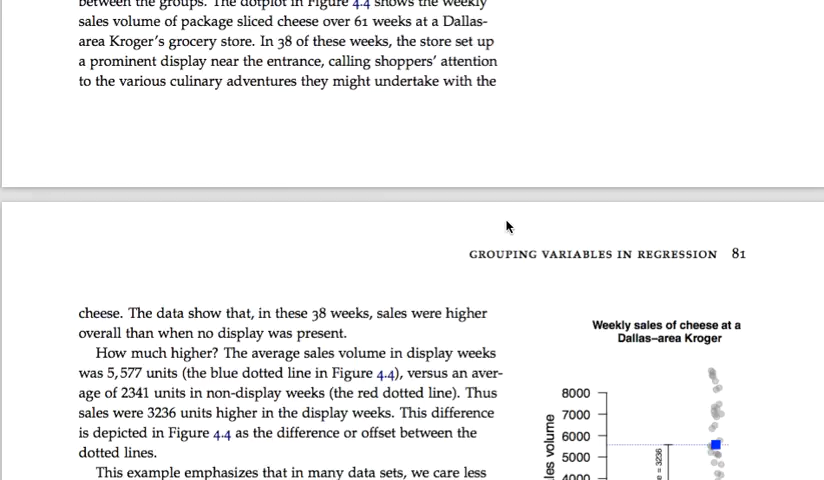 between the groups. The dotplot in Figure 4.4 shows the weekly
sales volume of package sliced cheese over 61 weeks at a Dallas-
area Kroger's grocery store. In 38 of these weeks, the store set up
a prominent display near the entrance, calling shoppers' attention
to the various culinary adventures they might undertake with the
GROUPING VARIABLES IN REGRESSION 81
cheese. The data show that, in these 38 weeks, sales were higher
overall than when no display was present.
How much higher? The average sales volume in display weeks
was 5,577 units (the blue dotted line in Figure 4.4), versus an aver-
age of 2341 units in non-display weeks (the red dotted line). Thus
sales were 3236 units higher in the display weeks. This difference
is depicted in Figure 4.4 as the difference or offset between the
dotted lines.
This example emphasizes that in many data sets, we care less
Weekly sales of cheese at a
Dallas–area Kroger
8000
7000
6000
5000
4000
les volume
e = 3236